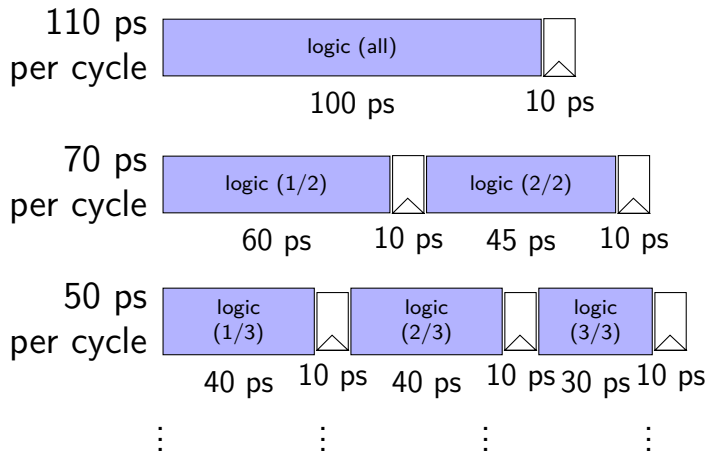 110 ps
per cycle
logic (all)
100 ps
10 ps
70 ps
per cycle
logic (1/2)
logic (2/2)
60 ps
10 ps
45 ps
10 ps
50 ps
per cycle
logic
(1/3)
logic
(2/3)
logic
(3/3)
40 ps
10 ps
40 ps
10 ps
30 ps
10 ps